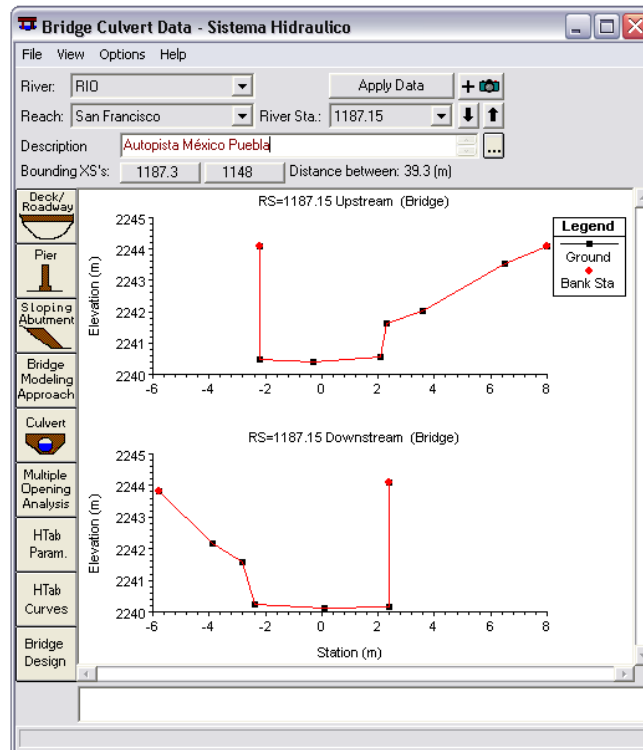 Bridge Culvert Data - Sistema Hidraulico
File View Options Help
River: RIO Apply Data
Reach: San Francisco River Sta.: 1187.15
Description Autopista México Puebla ...
Bounding XS's: 1187.3 1148 Distance between: 39.3 (m)
Deck/
Roadway
Pier
Sloping
Abutment
Bridge
Modeling
Approach
Culvert
Multiple
Opening
Analysis
HTab
Param.
HTab
Curves
Bridge
Design
RS=1187.15 Upstream (Bridge)
2245
2244
2243
2242
2241
2240
Elevation (m)
-6 -4 -2 0 2 4 6 8
Legend
Ground
Bank Sta
RS=1187.15 Downstream (Bridge)
2245
2244
2243
2242
2241
2240
Elevation (m)
-6 -4 -2 0 2 4 6 8
Station (m)